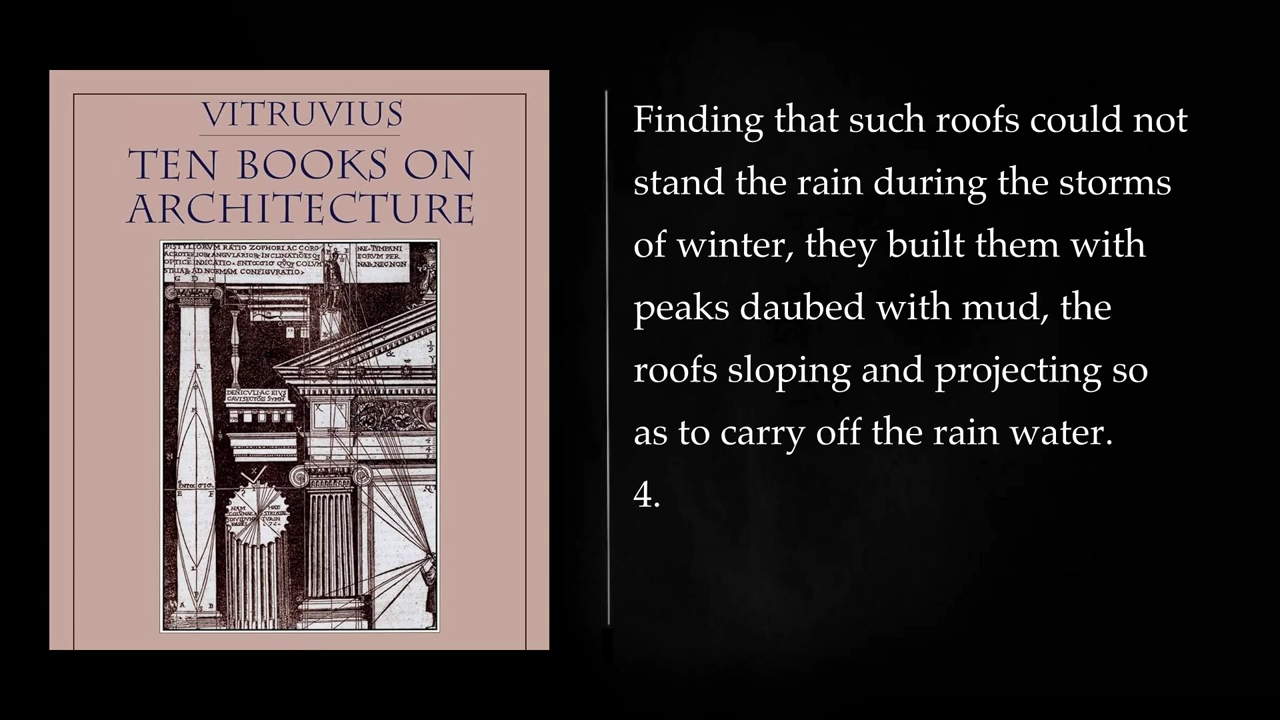 VITRUVIUS
TEN BOOKS ON
ARCHITECTURE
Finding that such roofs could not
stand the rain during the storms
of winter, they built them with
peaks daubed with mud, the
roofs sloping and projecting so
as to carry off the rain water.
4.